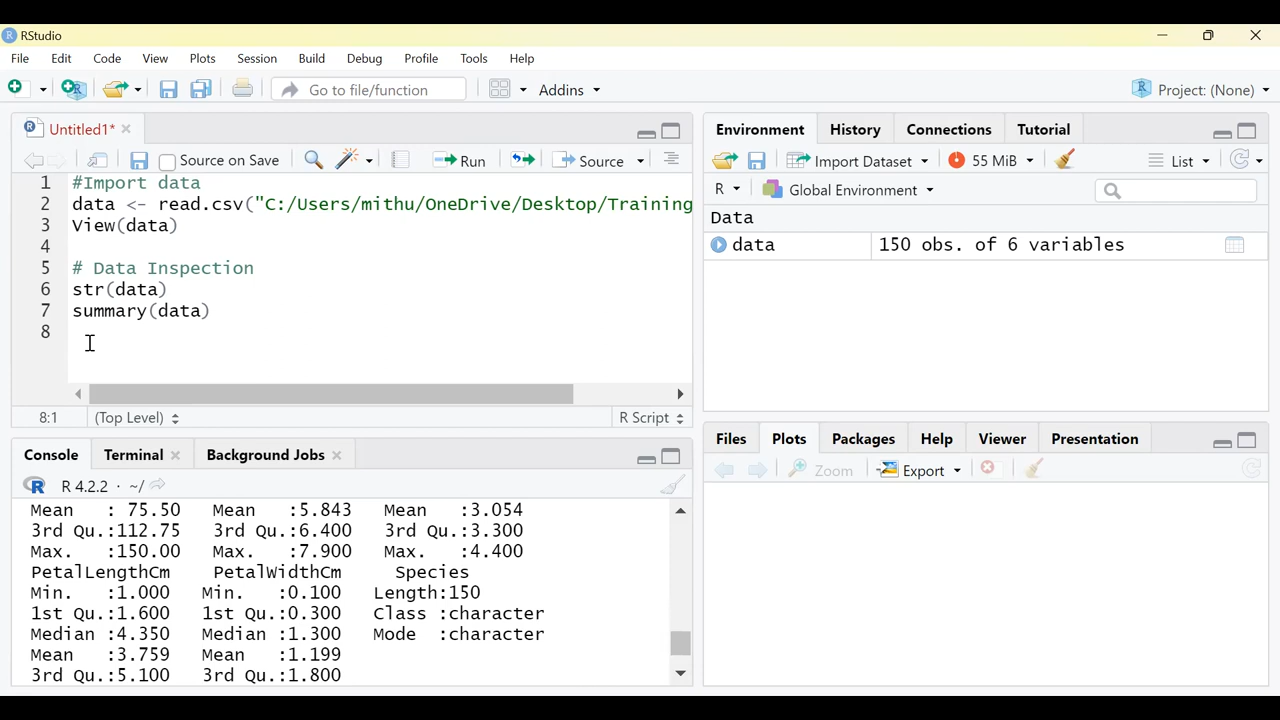 RStudio
File Edit Code View Plots Session Build Debug Profile Tools Help
Go to file/function Addins Project: (None)
Untitled1*
Source on Save Run Source
1 #Import data
2 data <- read.csv("C:/Users/mithu/OneDrive/Desktop/Training
3 View(data)
4
5 # Data Inspection
6 str(data)
7 summary(data)
8
8:1 (Top Level) R Script
Console Terminal Background Jobs
R 4.2.2 · ~/
Mean : 75.50 Mean :5.843 Mean :3.054
3rd Qu.:112.75 3rd Qu.:6.400 3rd Qu.:3.300
Max. :150.00 Max. :7.900 Max. :4.400
PetalLengthCm PetalWidthCm Species
Min. :1.000 Min. :0.100 Length:150
1st Qu.:1.600 1st Qu.:0.300 Class :character
Median :4.350 Median :1.300 Mode :character
Mean :3.759 Mean :1.199
3rd Qu.:5.100 3rd Qu.:1.800
Environment History Connections Tutorial
Import Dataset 55 MiB List
R Global Environment
Data
data 150 obs. of 6 variables
Files Plots Packages Help Viewer Presentation
Zoom Export